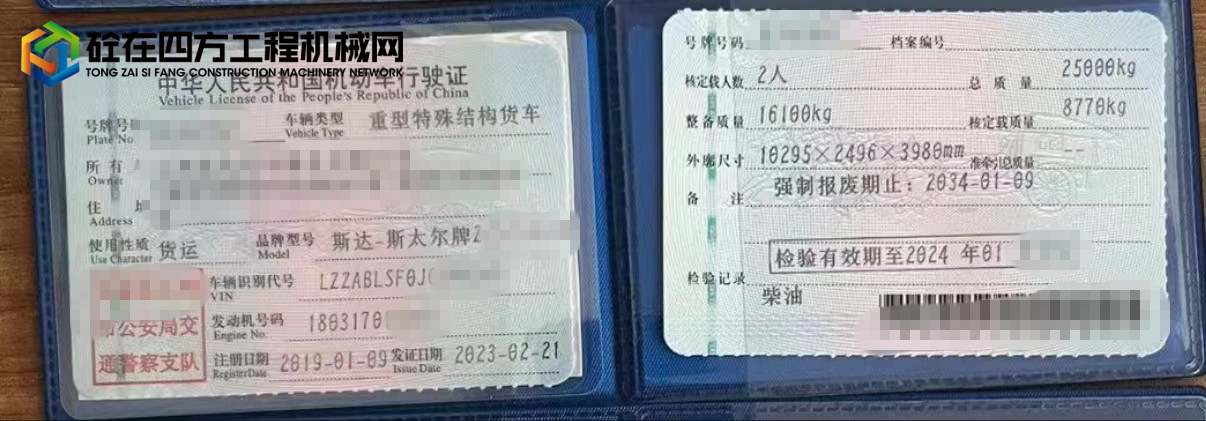 砼在四方工程机械网
TONG ZAI SI FANG CONSTRUCTION MACHINERY NETWORK
中华人民共和国机动车行驶证
Vehicle License of the People's Republic of China
号牌号 车辆类型 重型特殊结构货车
Plate No. Vehicle Type
所有
Owner
住
Address
使用性质 货运 品牌型号 斯达-斯太尔牌
Use Character Model
车辆识别代号 LZZABLSF0J
VIN
公安局交
通警察支队
发动机号码 1803170
Engine No.
注册日期 2019-01-09 发证日期 2023-02-21
Register Date Issue Date
号牌号码 档案编号
核定载人数 2人 总质量 25000kg
整备质量 16100kg 核定载质量 8770kg
外廓尺寸 10295×2496×3980mm 准牵引总质量 --
备注 强制报废期止:2034-01-09
检验记录 检验有效期至2024 年01
柴油